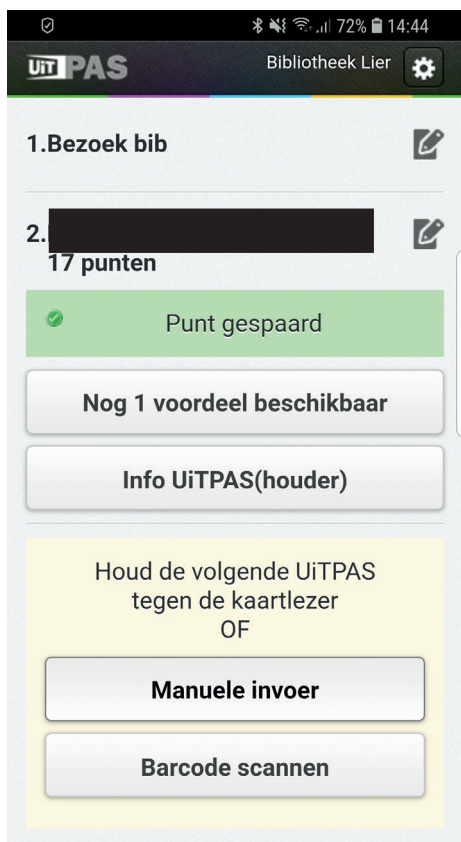 72% 14:44
UiTPAS Bibliotheek Lier
1.Bezoek bib
2.
17 punten
Punt gespaard
Nog 1 voordeel beschikbaar
Info UiTPAS(houder)
Houd de volgende UiTPAS
tegen de kaartlezer
OF
Manuele invoer
Barcode scannen